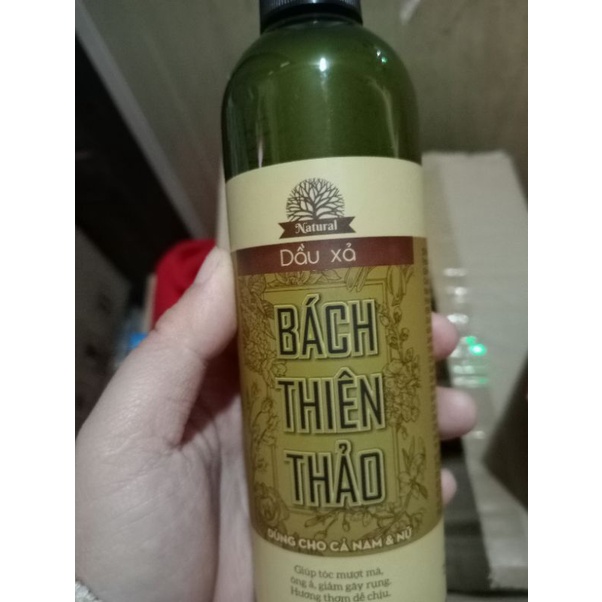 Natural
Dầu xả
BÁCH
THIÊN
THẢO
DÙNG CHO CẢ NAM & NỮ
Giúp tóc mượt mà,
óng ả, giảm gãy rụng.
Hương thơm dễ chịu.